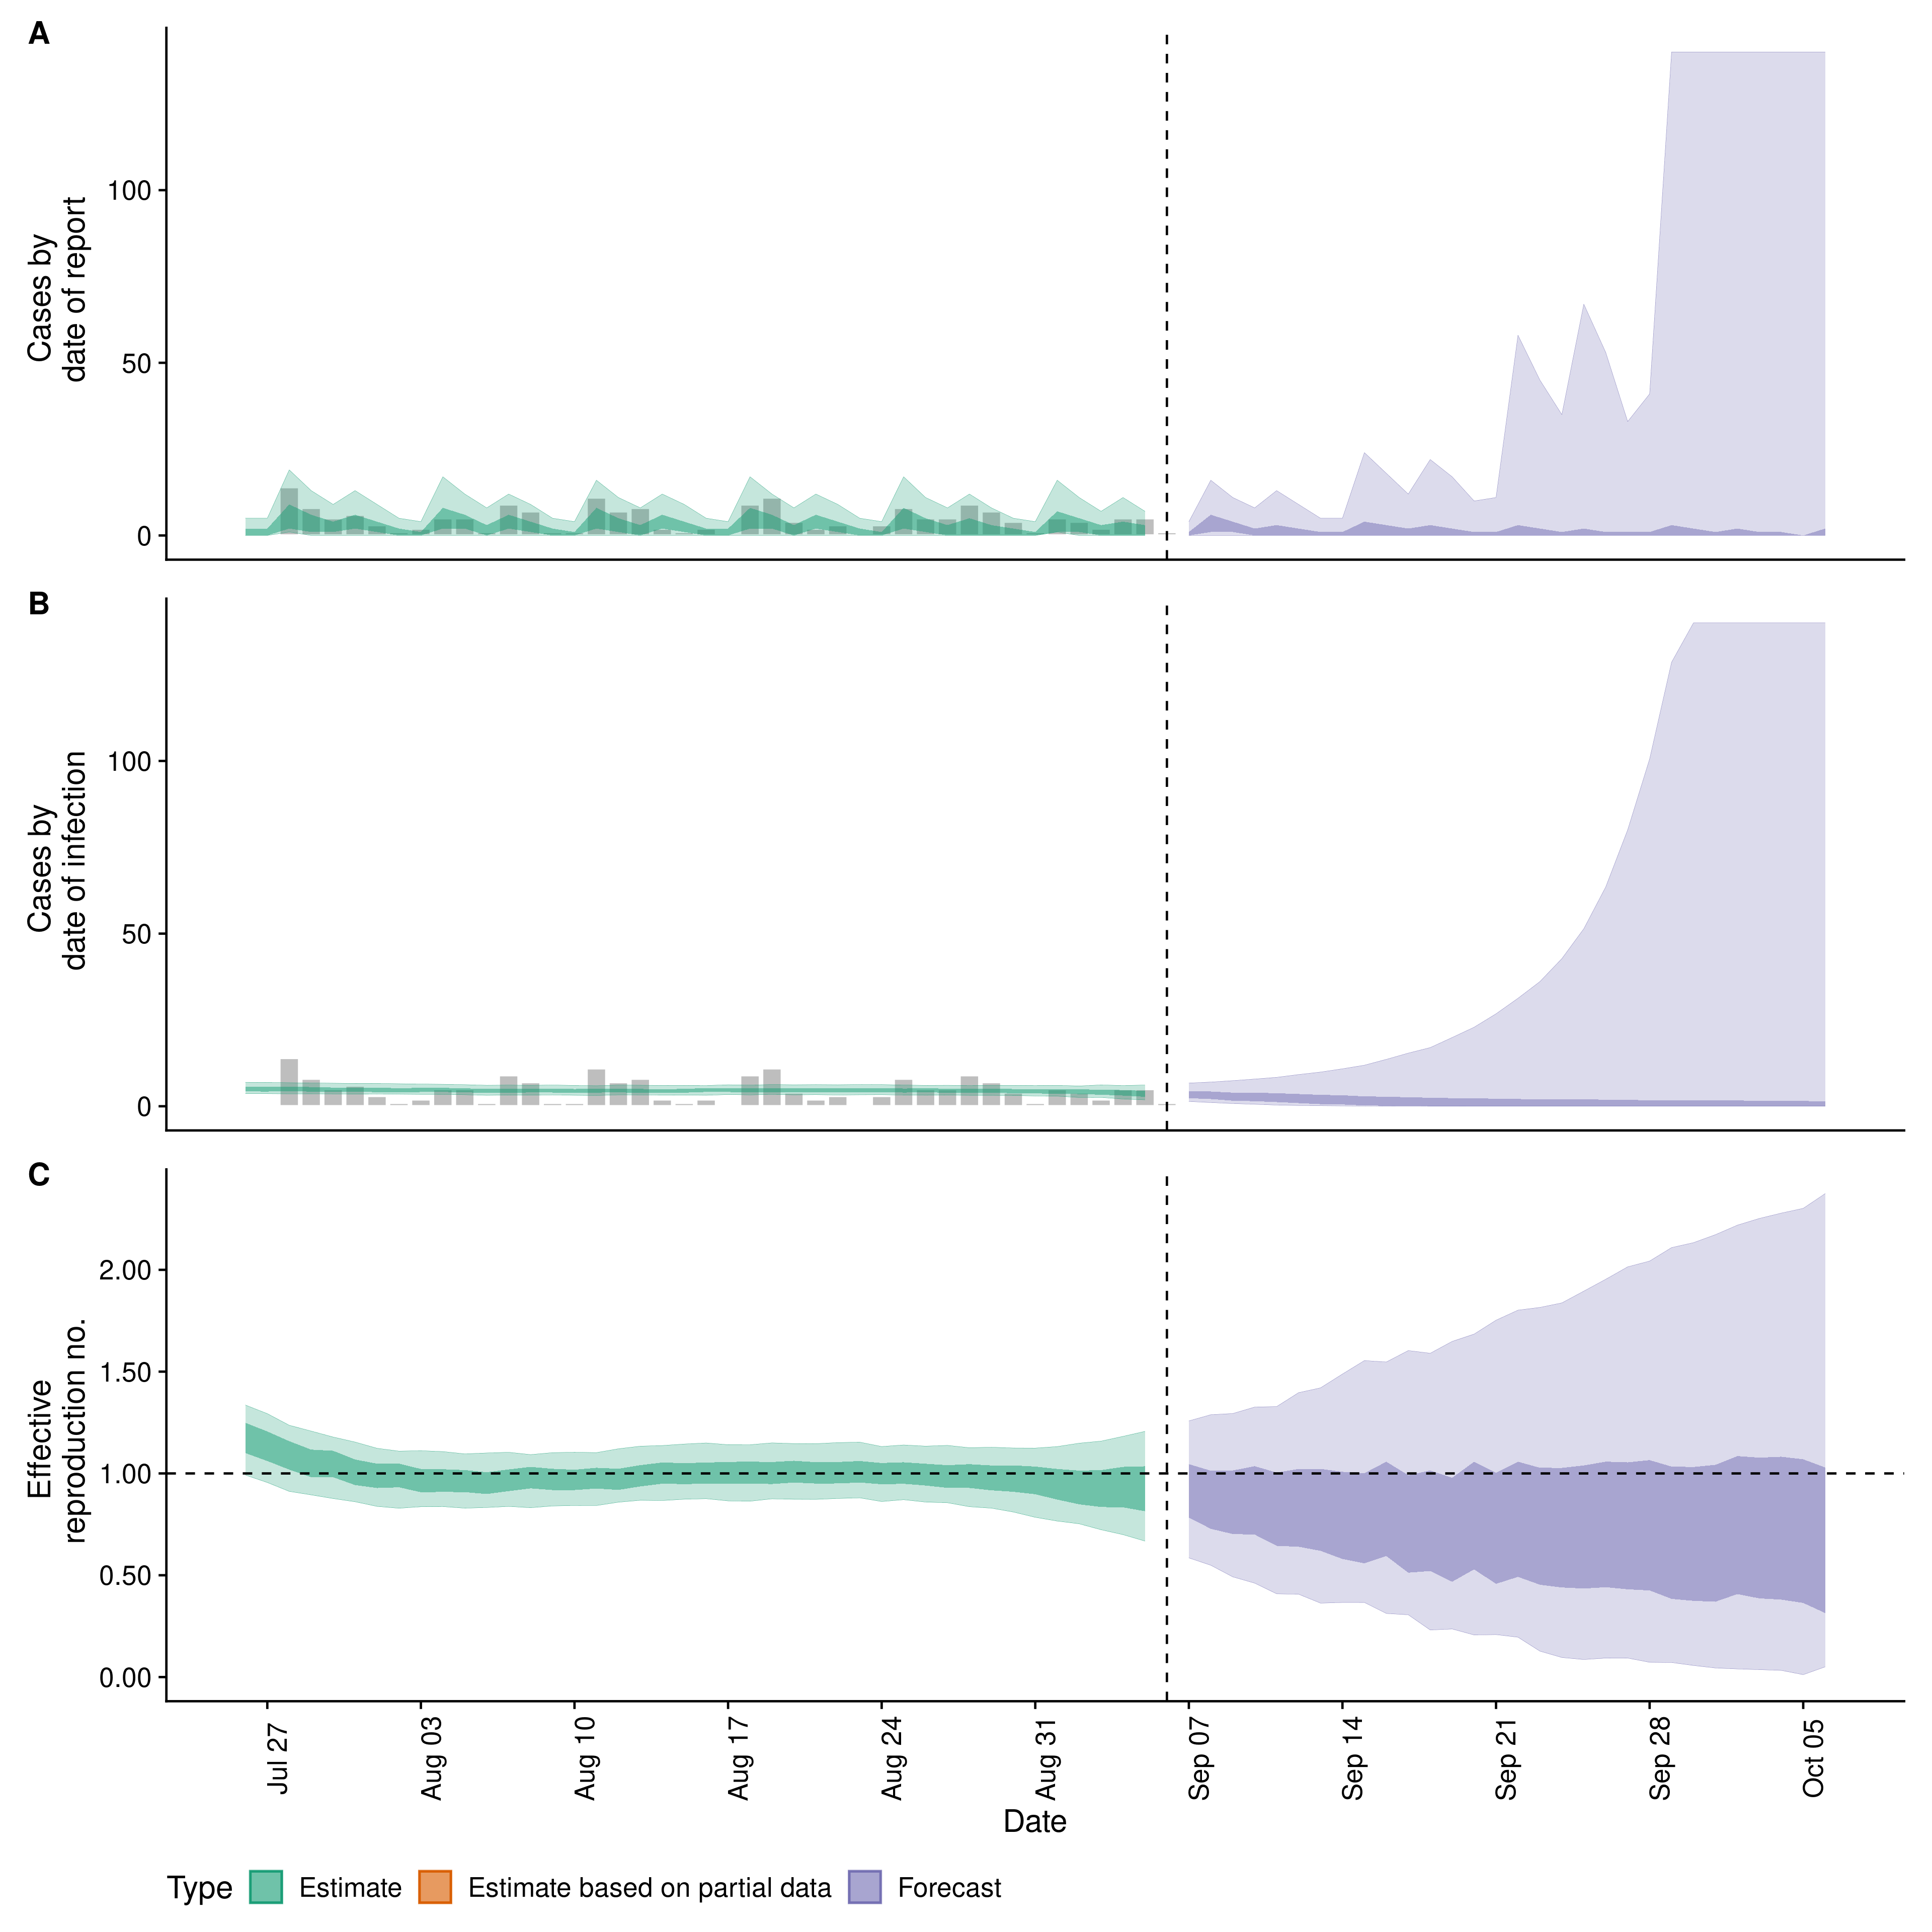 A
Cases by
date of report
100
50
0
B
Cases by
date of infection
100
50
0
C
Effective
reproduction no.
2.00
1.50
1.00
0.50
0.00
Jul 27
Aug 03
Aug 10
Aug 17
Aug 24
Aug 31
Sep 07
Sep 14
Sep 21
Sep 28
Oct 05
Date
Type Estimate Estimate based on partial data Forecast